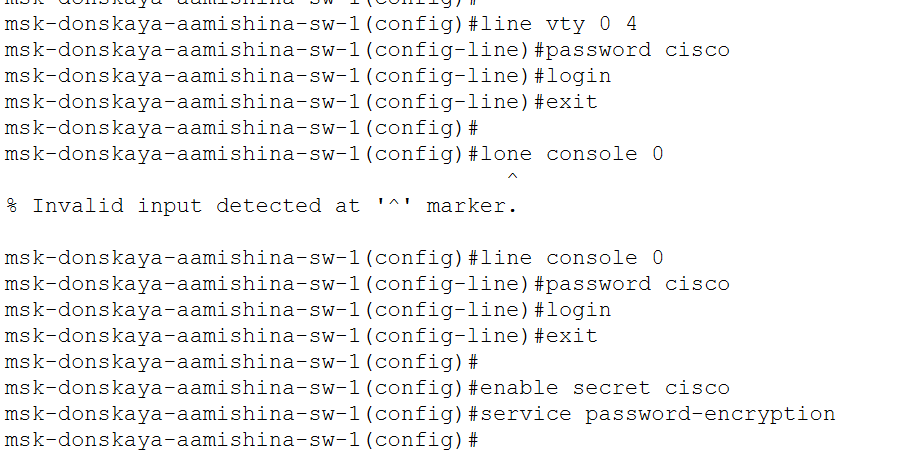 msk-donskaya-aamishina-sw-1(config)#
msk-donskaya-aamishina-sw-1(config)#line vty 0 4
msk-donskaya-aamishina-sw-1(config-line)#password cisco
msk-donskaya-aamishina-sw-1(config-line)#login
msk-donskaya-aamishina-sw-1(config-line)#exit
msk-donskaya-aamishina-sw-1(config)#
msk-donskaya-aamishina-sw-1(config)#lone console 0
^
% Invalid input detected at '^' marker.
msk-donskaya-aamishina-sw-1(config)#line console 0
msk-donskaya-aamishina-sw-1(config-line)#password cisco
msk-donskaya-aamishina-sw-1(config-line)#login
msk-donskaya-aamishina-sw-1(config-line)#exit
msk-donskaya-aamishina-sw-1(config)#
msk-donskaya-aamishina-sw-1(config)#enable secret cisco
msk-donskaya-aamishina-sw-1(config)#service password-encryption
msk-donskaya-aamishina-sw-1(config)#